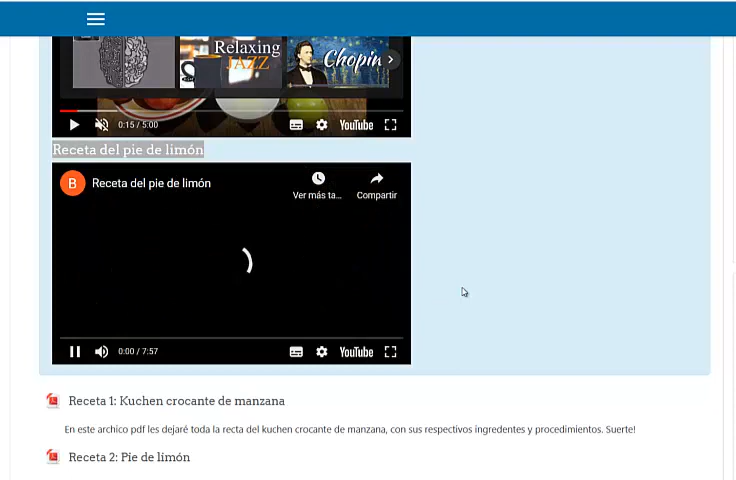 Relaxing
JAZZ
Chopin
0:15 / 5:00
YouTube
Receta del pie de limón
B
Receta del pie de limón
Ver más ta...
Compartir
0:00 / 7:57
YouTube
Receta 1: Kuchen crocante de manzana
En este archico pdf les dejaré toda la recta del kuchen crocante de manzana, con sus respectivos ingredentes y procedimientos. Suerte!
Receta 2: Pie de limón